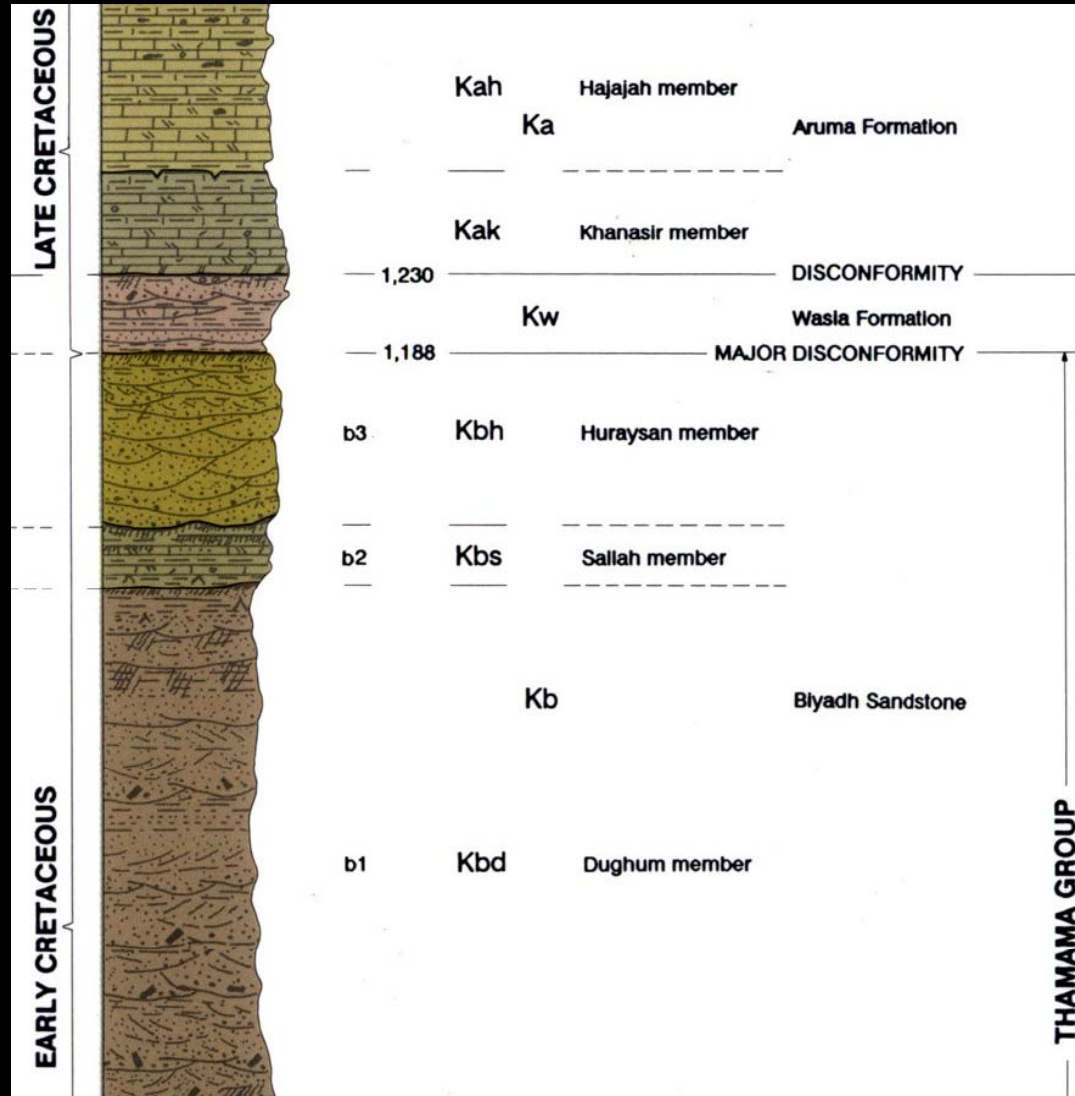 LATE CRETACEOUS
Kah Hajajah member
Ka Aruma Formation
Kak Khanasir member
1,230 DISCONFORMITY
Kw Wasia Formation
1,188 MAJOR DISCONFORMITY
b3 Kbh Huraysan member
b2 Kbs Sallah member
Kb Biyadh Sandstone
b1 Kbd Dughum member
EARLY CRETACEOUS
THAMAMA GROUP